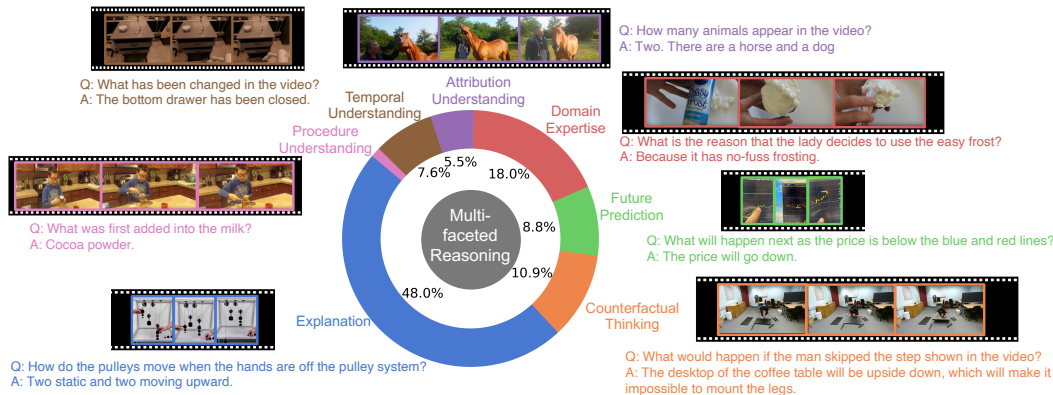 Q: How many animals appear in the video?
A: Two. There are a horse and a dog
Q: What has been changed in the video?
A: The bottom drawer has been closed.
Attribution
Understanding
Temporal
Understanding
Domain
Expertise
Procedure
Understanding
easy
frost
Q: What is the reason that the lady decides to use the easy frost?
A: Because it has no-fuss frosting.
5.5%
7.6%
18.0%
Q: What was first added into the milk?
A: Cocoa powder.
Multi-
faceted
Reasoning
Future
Prediction
8.8%
Q: What will happen next as the price is below the blue and red lines?
A: The price will go down.
10.9%
48.0%
Explanation
Counterfactual
Thinking
Q: How do the pulleys move when the hands are off the pulley system?
A: Two static and two moving upward.
Q: What would happen if the man skipped the step shown in the video?
A: The desktop of the coffee table will be upside down, which will make it
impossible to mount the legs.